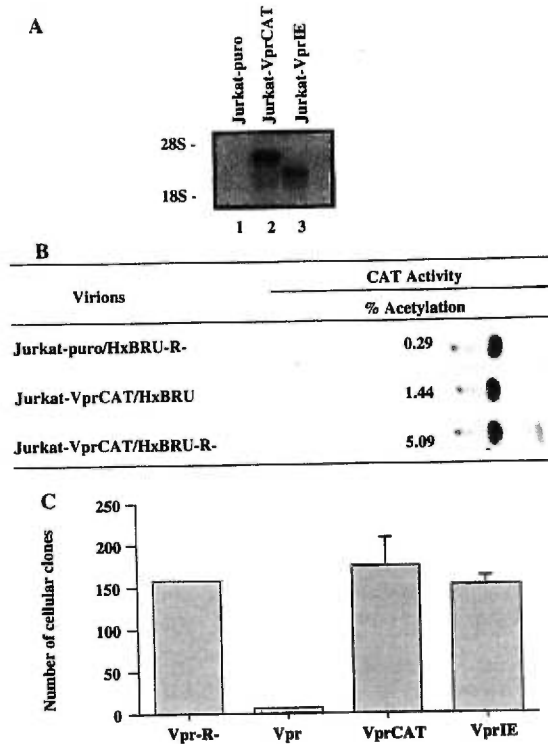 A
Jurkat-puro
Jurkat-VprCAT
Jurkat-VprIE
28S -
18S -
1 2 3
B
Virions
CAT Activity
% Acetylation
Jurkat-puro/HxBRU-R- 0.29
Jurkat-VprCAT/HxBRU 1.44
Jurkat-VprCAT/HxBRU-R- 5.09
C
Number of cellular clones
250
200
150
100
50
0
Vpr-R- Vpr VprCAT VprIE